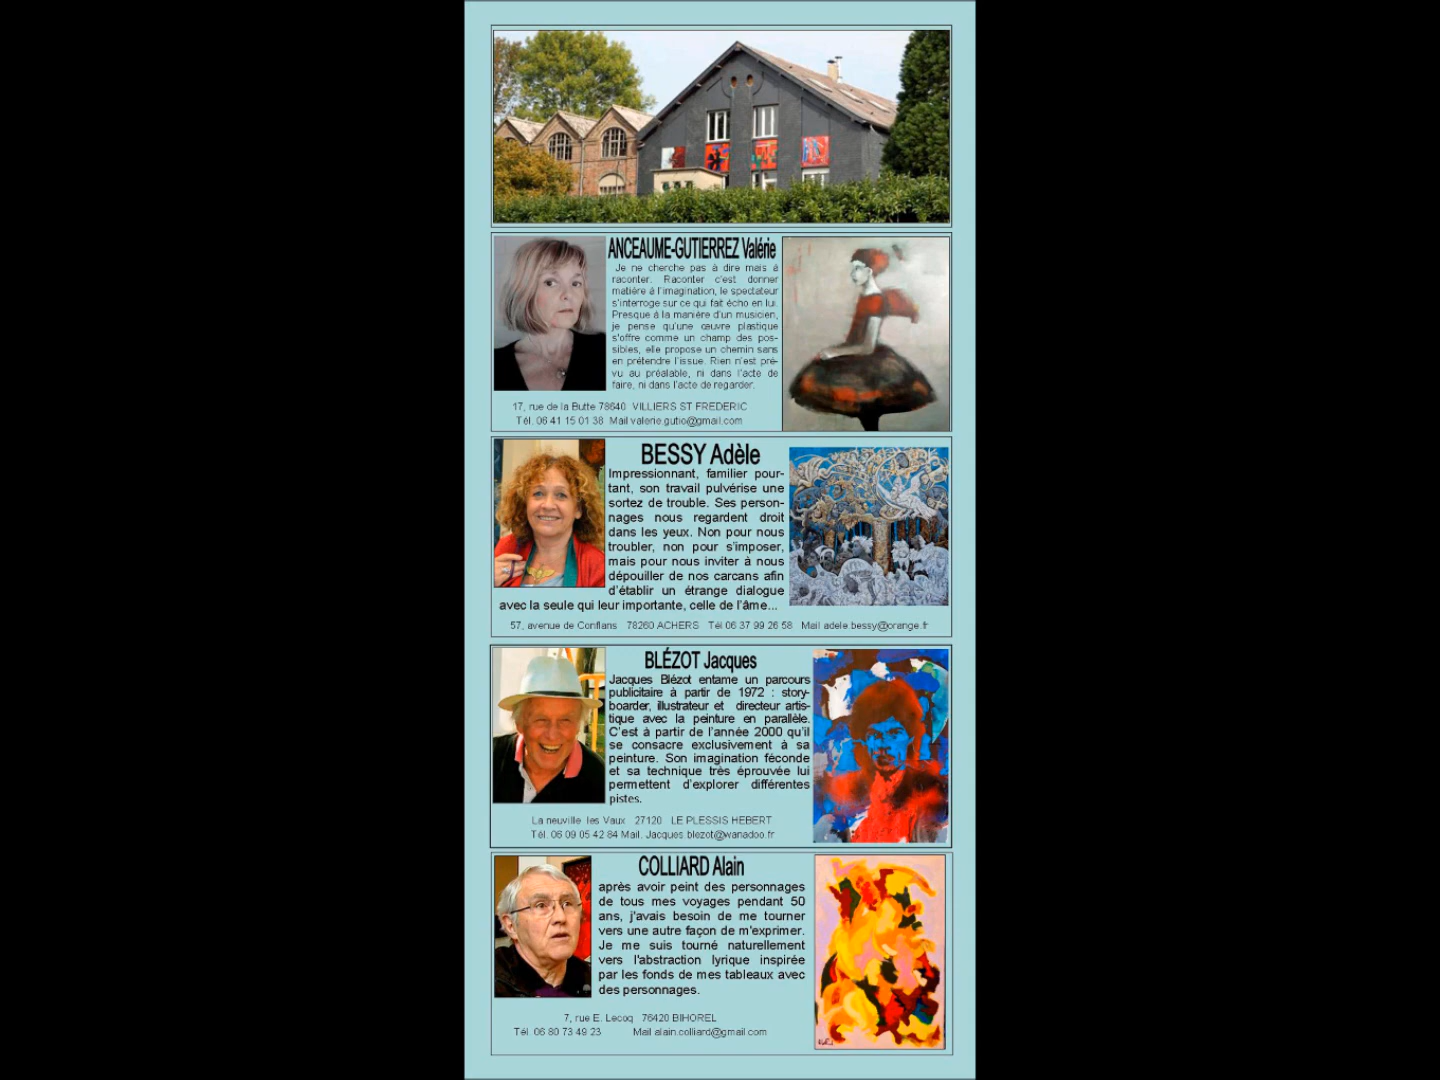 ANCEAUME-GUTIERREZ Valérie
Je ne cherche pas à dire mais à
raconter. Raconter c'est donner
matière à l'imagination, le spectateur
s'interroge sur ce qui fait écho en lui.
Presque à la manière d'un musicien,
je pense qu'une œuvre plastique
s'offre comme un champ des pos-
sibles, elle propose un chemin sans
en prétendre l'issue. Rien n'est pré-
vu au préalable, ni dans l'acte de
faire, ni dans l'acte de regarder.
17, rue de la Butte 78640 VILLIERS ST FREDERIC
Tél. 06 41 15 01 38 Mail valerie.gutio@gmail.com
BESSY Adèle
Impressionnant, familier pour-
tant, son travail pulvérise une
sortez de trouble. Ses person-
nages nous regardent droit
dans les yeux. Non pour nous
troubler, non pour s'imposer,
mais pour nous inviter à nous
dépouiller de nos carcans afin
d'établir un étrange dialogue
avec la seule qui leur importante, celle de l'âme...
57, avenue de Conflans 78260 ACHERS Tél 06 37 99 26 58 Mail adele.bessy@orange.fr
BLÉZOT Jacques
Jacques Blézot entame un parcours
publicitaire à partir de 1972 : story-
boarder, illustrateur et directeur artis-
tique avec la peinture en parallèle.
C'est à partir de l'année 2000 qu'il
se consacre exclusivement à sa
peinture. Son imagination féconde
et sa technique très éprouvée lui
permettent d'explorer différentes
pistes.
La neuville les Vaux 27120 LE PLESSIS HEBERT
Tél. 06 09 05 42 84 Mail. Jacques blezot@wanadoo.fr
COLLIARD Alain
après avoir peint des personnages
de tous mes voyages pendant 50
ans, j'avais besoin de me tourner
vers une autre façon de m'exprimer.
Je me suis tourné naturellement
vers l'abstraction lyrique inspirée
par les fonds de mes tableaux avec
des personnages.
7, rue E. Lecoq 76420 BIHOREL
Tél 06 80 73 49 23 Mail alain.colliard@gmail com